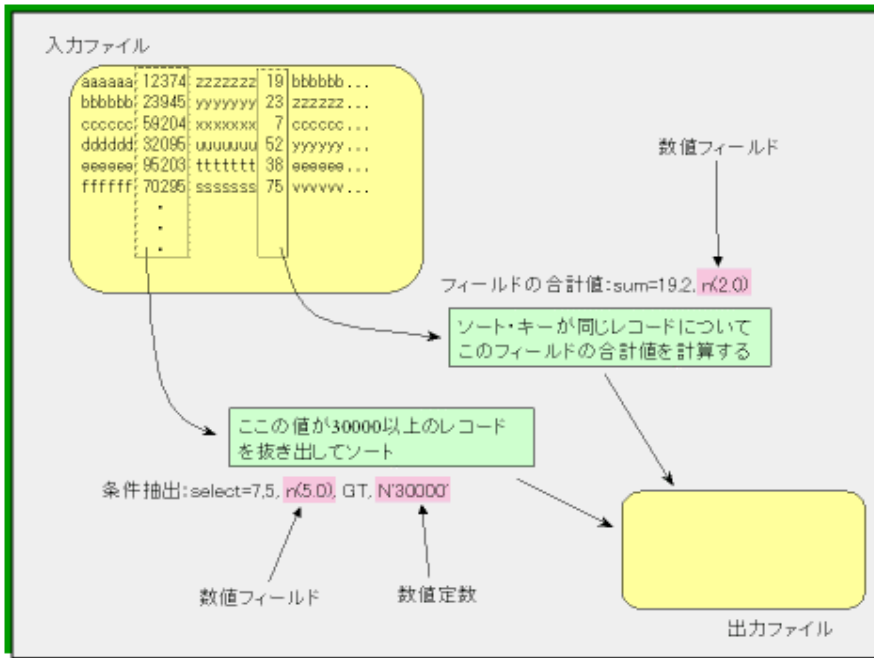 入力ファイル
aaaaaa 12374 zzzzzzz 19 bbbbbb...
bbbbbb 23945 yyyyyyy 23 zzzzzz...
cccccc 59204 xxxxxxx 7 cccccc...
dddddd 32095 uuuuuuu 52 yyyyyy...
eeeeee 95203 ttttttt 38 eeeeee...
ffffff 70295 sssssss 75 vvvvvv...
数値フィールド
フィールドの合計値:sum=19.2, n(2.0)
ソート・キーが同じレコードについて
このフィールドの合計値を計算する
ここの値が30000以上のレコード
を抜き出してソート
条件抽出:select=7,5, n(5.0), GT, N'30000'
数値フィールド
数値定数
出力ファイル